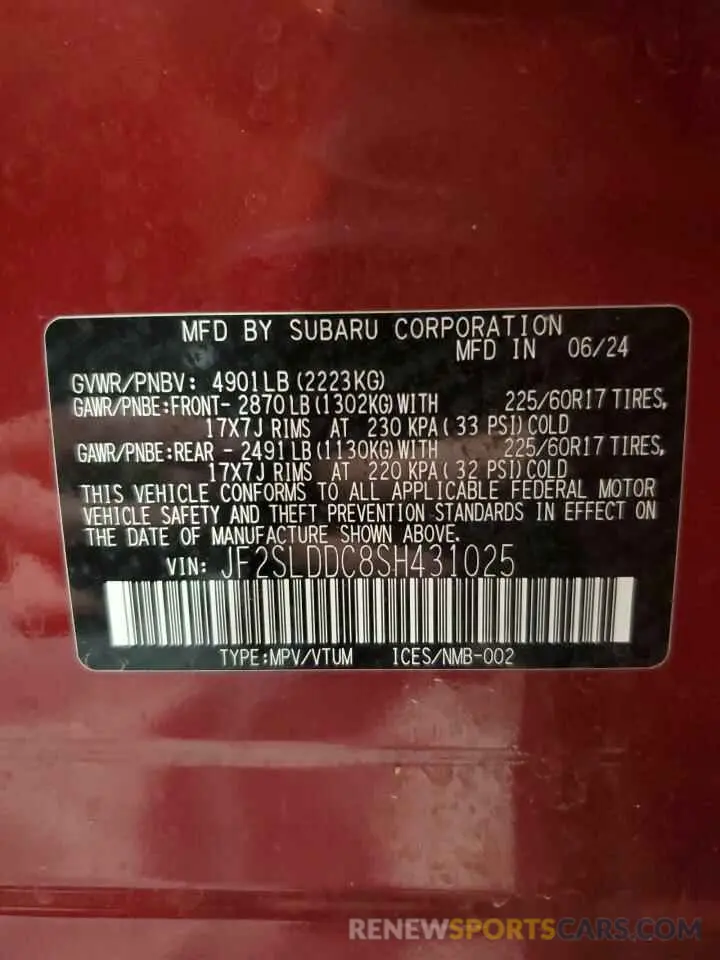 MFD BY SUBARU CORPORATION
MFD IN 06/24
GVWR/PNBV: 4901LB (2223KG)
GAWR/PNBE:FRONT- 2870 LB (1302KG) WITH 225/60R17 TIRES,
17X7J RIMS AT 230 KPA ( 33 PSI) COLD
GAWR/PNBE:REAR - 2491 LB (1130KG) WITH 225/60R17 TIRES,
17X7J RIMS AT 220 KPA ( 32 PSI) COLD
THIS VEHICLE CONFORMS TO ALL APPLICABLE FEDERAL MOTOR
VEHICLE SAFETY AND THEFT PREVENTION STANDARDS IN EFFECT ON
THE DATE OF MANUFACTURE SHOWN ABOVE.
VIN: JF2SLDDC8SH431025
TYPE:MPV/VTUM ICES/NMB-002
RENEWSPORTSCARS.COM